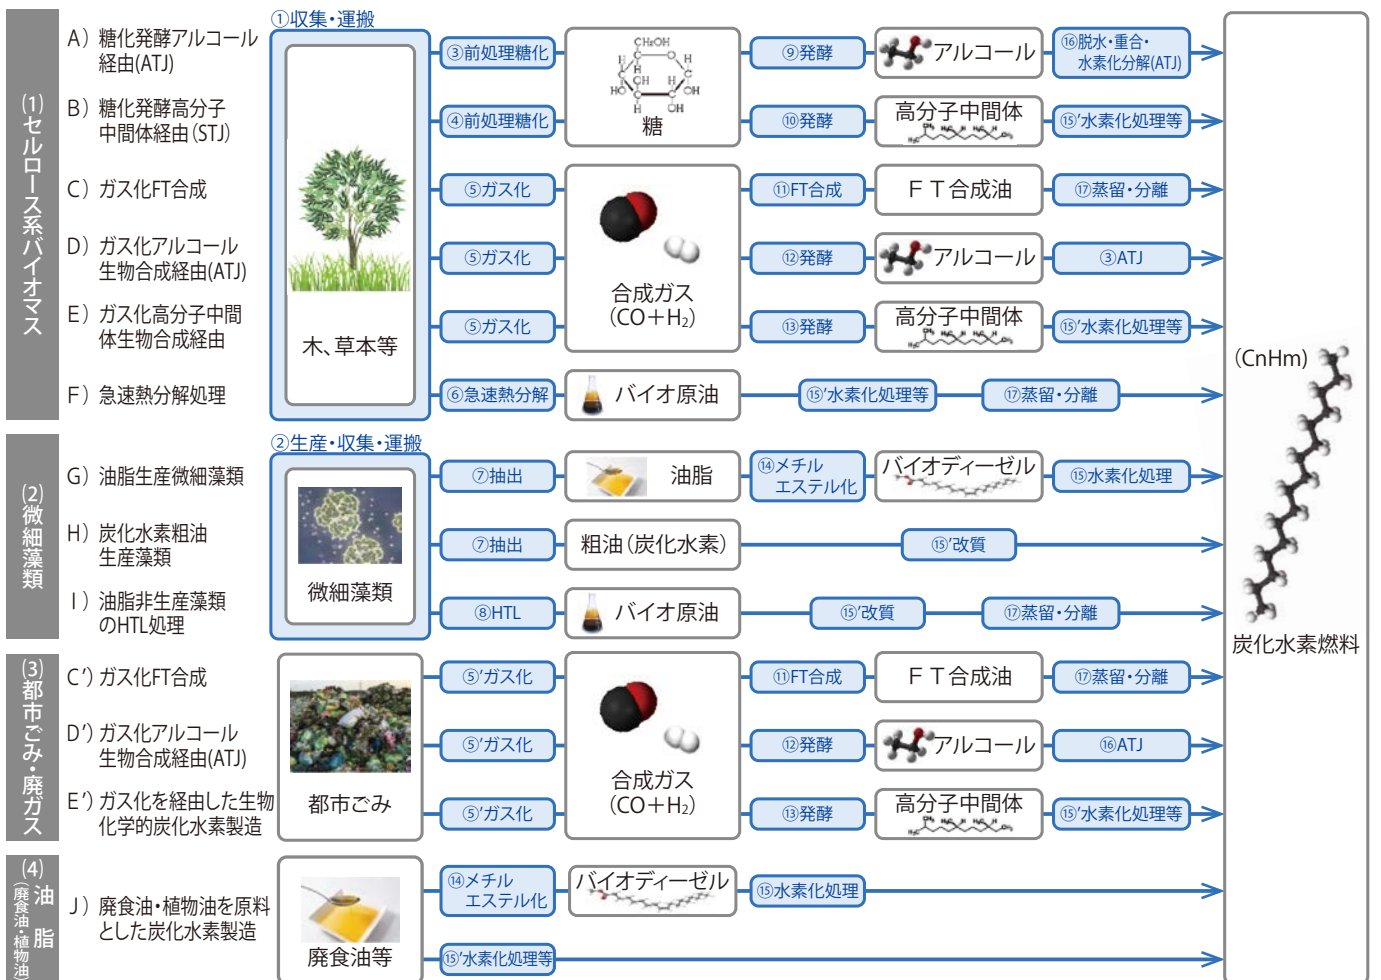 (1)セルロース系バイオマス
①収集・運搬
木、草本等
A）糖化発酵アルコール
経由(ATJ)
③前処理糖化
CH₂OH
O
H
H
H
OH
H
OH
OH
H
OH
糖
⑨発酵
アルコール
⑯脱水・重合・
水素化分解(ATJ)
B）糖化発酵高分子
中間体経由(STJ)
④前処理糖化
⑩発酵
高分子中間体
⑮’水素化処理等
C）ガス化FT合成
⑤ガス化
合成ガス
(CO＋H₂)
⑪FT合成
ＦＴ合成油
⑰蒸留・分離
D）ガス化アルコール
生物合成経由(ATJ)
⑤ガス化
⑫発酵
アルコール
③ATJ
E）ガス化高分子中間
体生物合成経由
⑤ガス化
⑬発酵
高分子中間体
⑮’水素化処理等
F）急速熱分解処理
⑥急速熱分解
バイオ原油
⑮’水素化処理等
⑰蒸留・分離
(2)微細藻類
②生産・収集・運搬
微細藻類
G）油脂生産微細藻類
⑦抽出
油脂
⑭メチル
エステル化
バイオディーゼル
⑮水素化処理
H）炭化水素粗油
生産藻類
⑦抽出
粗油(炭化水素)
⑮’改質
I）油脂非生産藻類
のHTL処理
⑧HTL
バイオ原油
⑮’改質
⑰蒸留・分離
(3)都市ごみ・廃ガス
都市ごみ
C’）ガス化FT合成
⑤’ガス化
合成ガス
(CO＋H₂)
⑪FT合成
ＦＴ合成油
⑰蒸留・分離
D’）ガス化アルコール
生物合成経由(ATJ)
⑤’ガス化
⑫発酵
アルコール
⑯ATJ
E’）ガス化を経由した生物
化学的炭化水素製造
⑤’ガス化
⑬発酵
高分子中間体
⑮’水素化処理等
(4)油脂
(廃食油・植物油)
J）廃食油・植物油を原料
とした炭化水素製造
廃食油等
⑭メチル
エステル化
バイオディーゼル
⑮水素化処理
⑮’水素化処理等
(CnHm)
炭化水素燃料